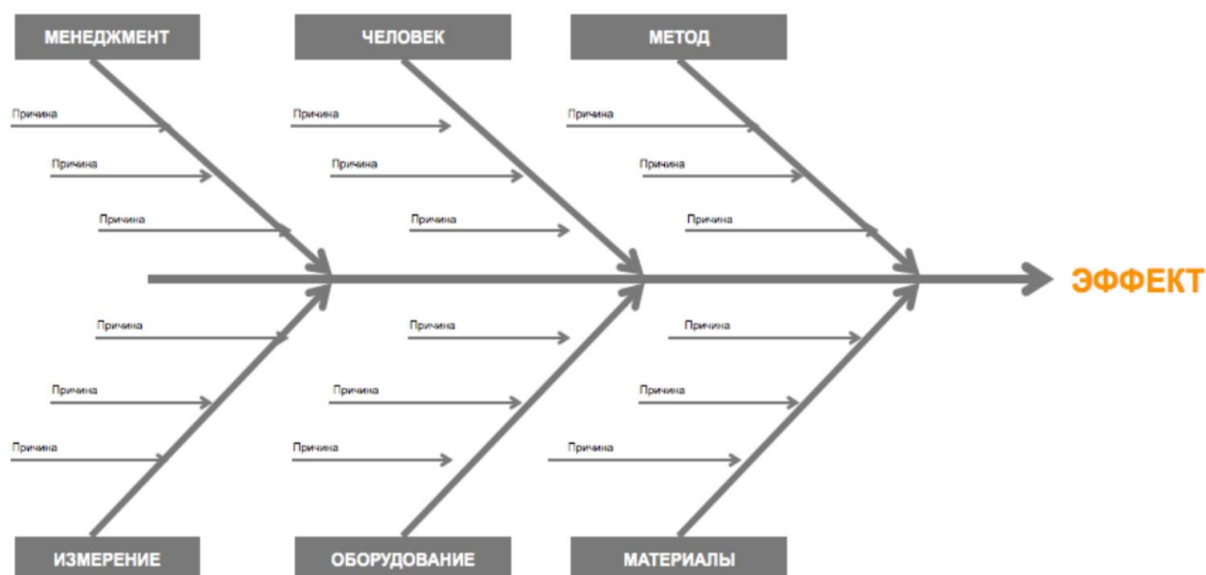 МЕНЕДЖМЕНТ
ЧЕЛОВЕК
МЕТОД
Причина
Причина
Причина
Причина
Причина
Причина
Причина
Причина
Причина
ЭФФЕКТ
Причина
Причина
Причина
Причина
Причина
Причина
Причина
Причина
Причина
ИЗМЕРЕНИЕ
ОБОРУДОВАНИЕ
МАТЕРИАЛЫ